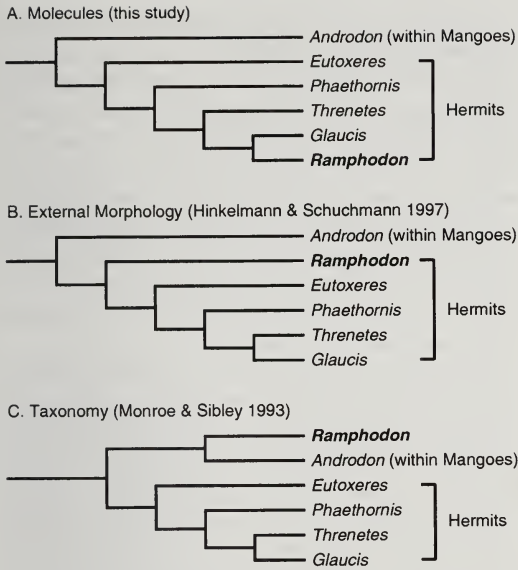 A. Molecules (this study)
Androdon (within Mangoes)
Eutoxeres
Phaethornis
Threnetes
Glaucis
Ramphodon
Hermits
B. External Morphology (Hinkelmann & Schuchmann 1997)
Androdon (within Mangoes)
Ramphodon
Eutoxeres
Phaethornis
Threnetes
Glaucis
Hermits
C. Taxonomy (Monroe & Sibley 1993)
Ramphodon
Androdon (within Mangoes)
Eutoxeres
Phaethornis
Threnetes
Glaucis
Hermits